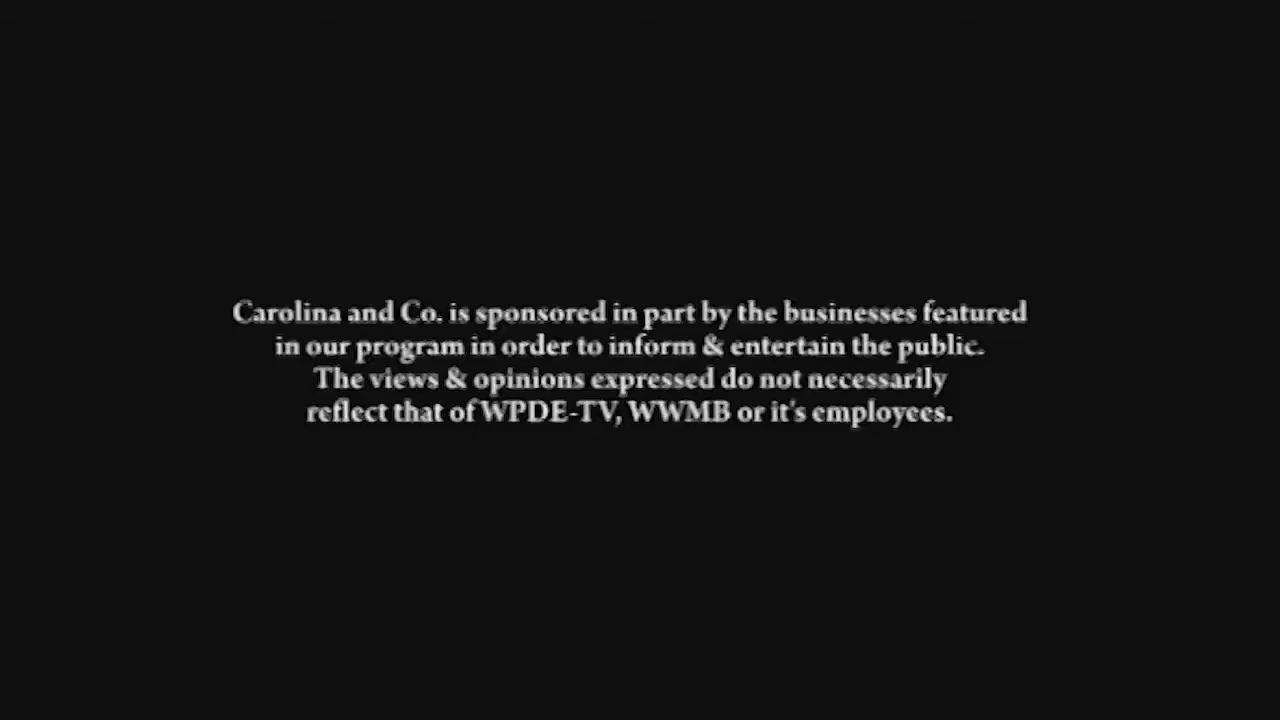 Carolina and Co. is sponsored in part by the businesses featured
in our program in order to inform & entertain the public.
The views & opinions expressed do not necessarily
reflect that of WPDE-TV, WWMB or it's employees.